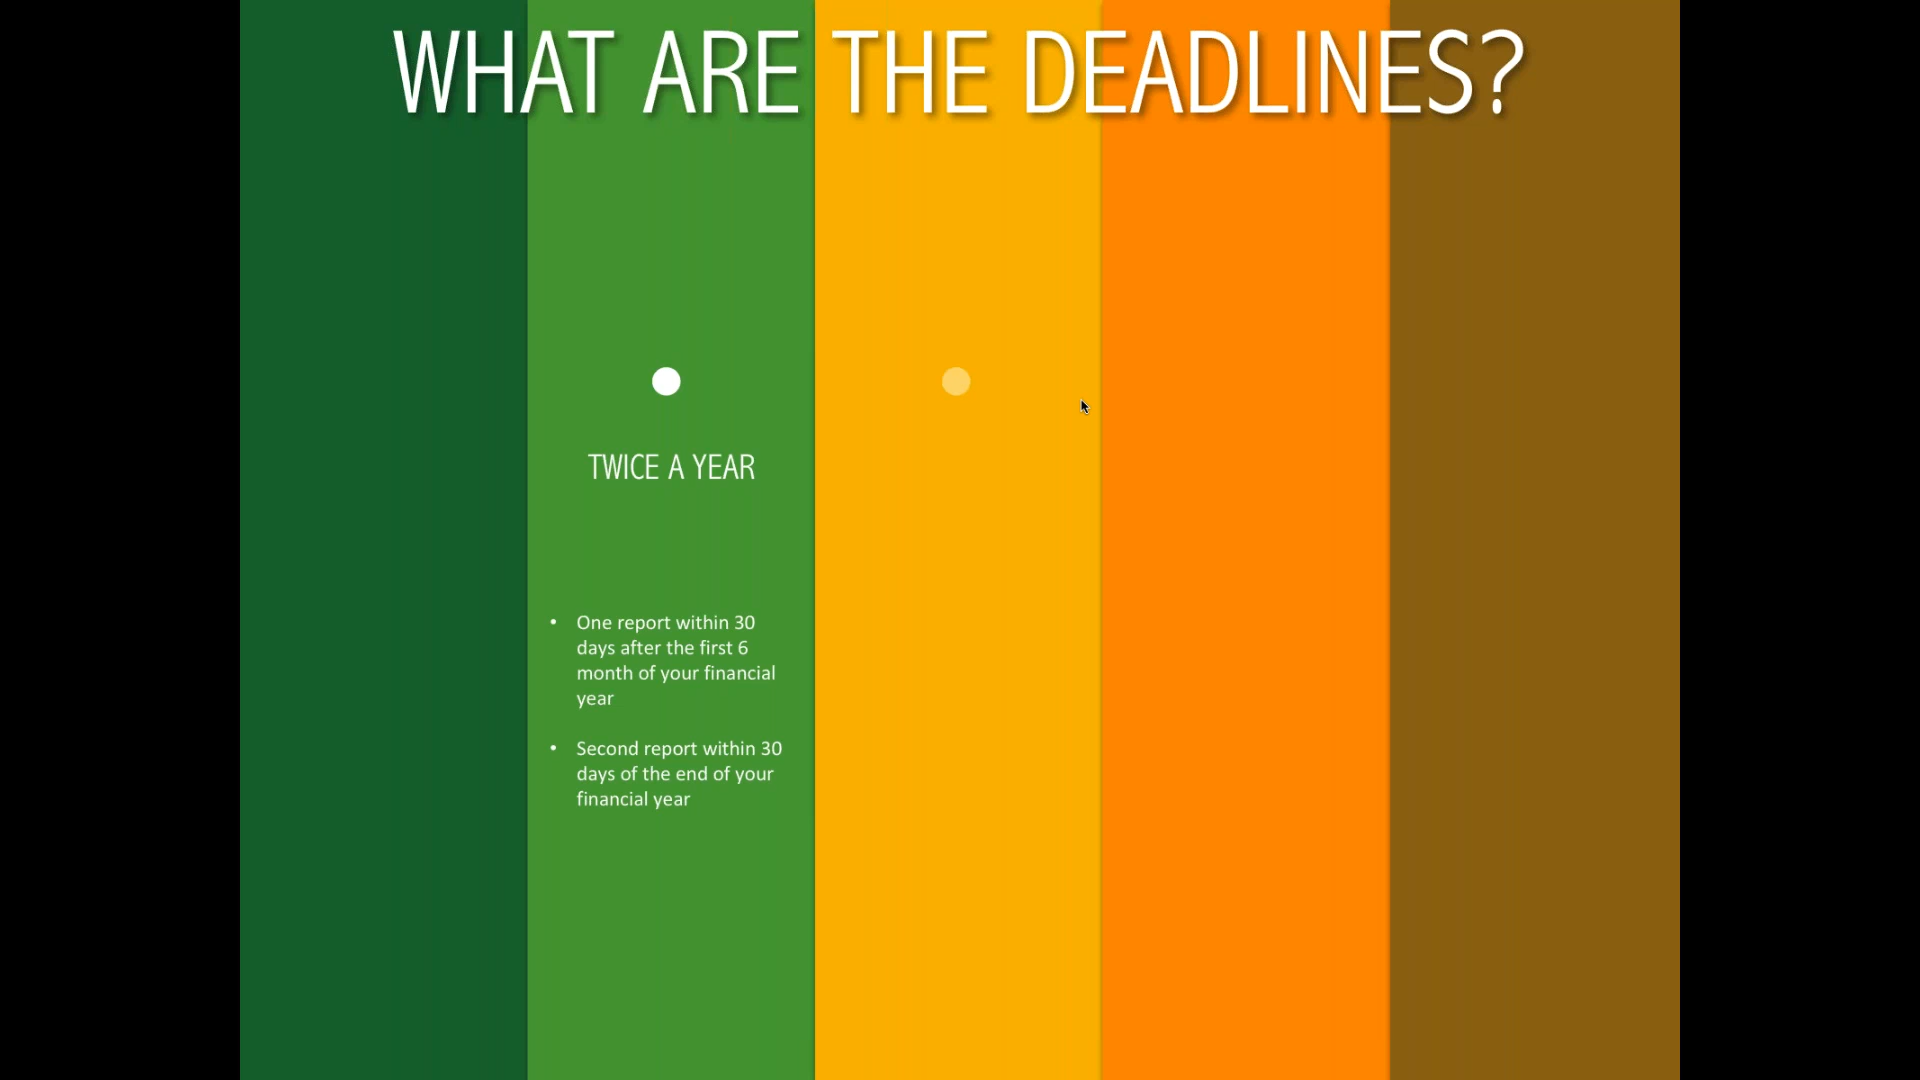 WHAT ARE THE DEADLINES?
TWICE A YEAR
• One report within 30
days after the first 6
month of your financial
year
• Second report within 30
days of the end of your
financial year